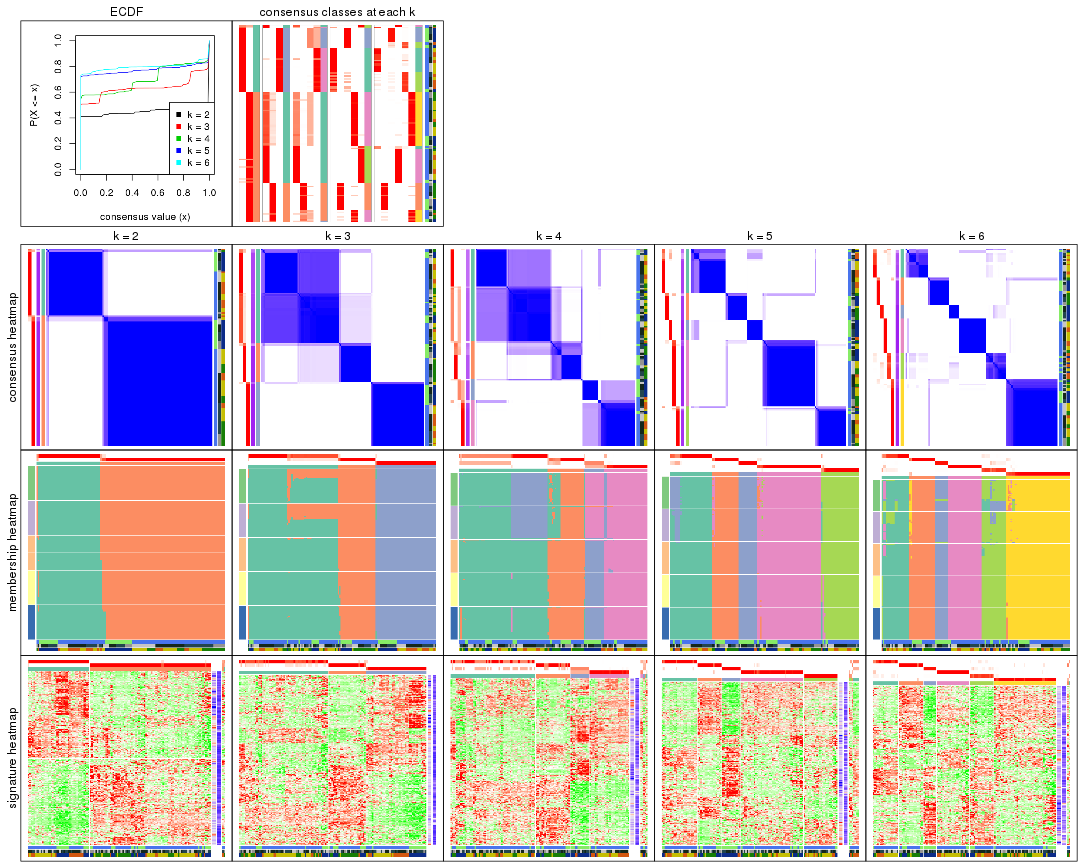 ECDF
consensus classes at each k
P(X <= x)
1.0
0.8
0.6
0.4
0.2
0.0
k = 2
k = 3
k = 4
k = 5
k = 6
0.0 0.2 0.4 0.6 0.8 1.0
consensus value (x)
k = 2
k = 3
k = 4
k = 5
k = 6
consensus heatmap
membership heatmap
signature heatmap